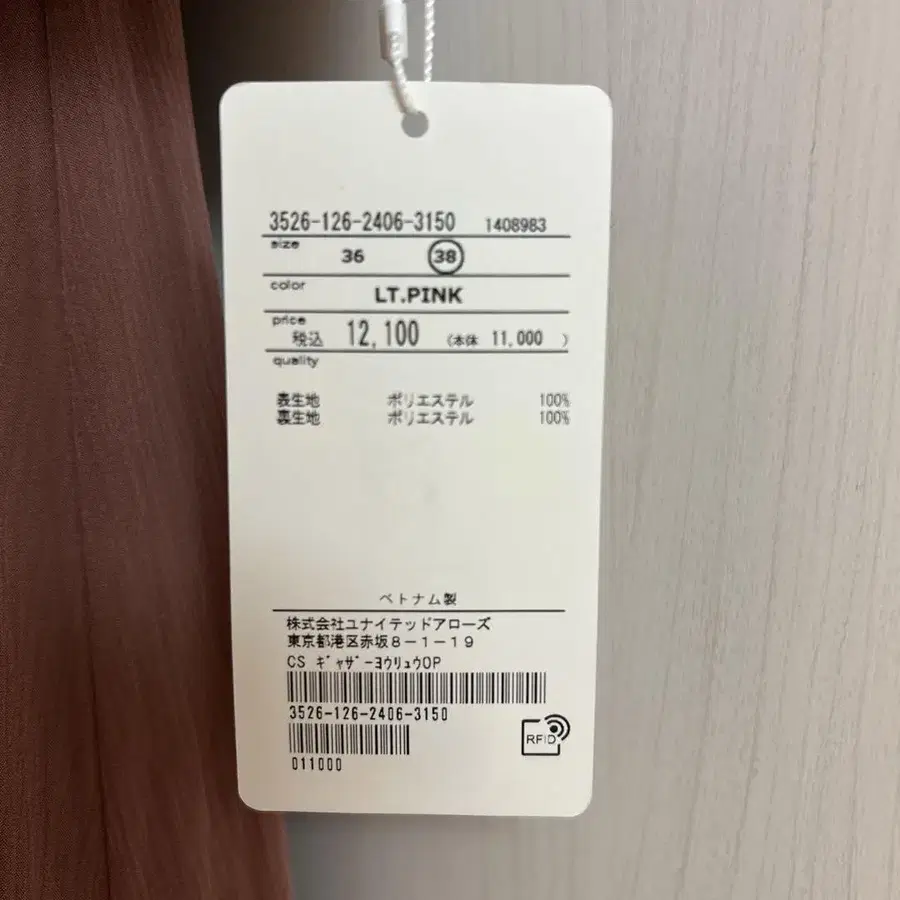 3526-126-2406-3150 1408983
size
36 38
color
LT.PINK
price
税込 12,100 (本体 11,000 )
quality
表生地 ポリエステル 100%
裏生地 ポリエステル 100%
ベトナム製
株式会社ユナイテッドアローズ
東京都港区赤坂8-1-19
CS ギャザーヨウリュウOP
3526-126-2406-3150
011000
RFID